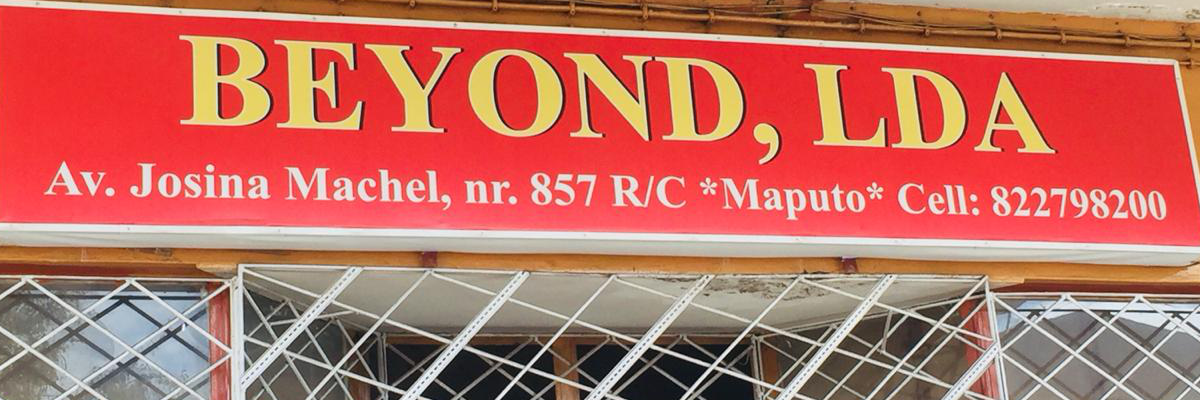 BEYOND, LDA
Av. Josina Machel, nr. 857 R/C *Maputo* Cell: 822798200